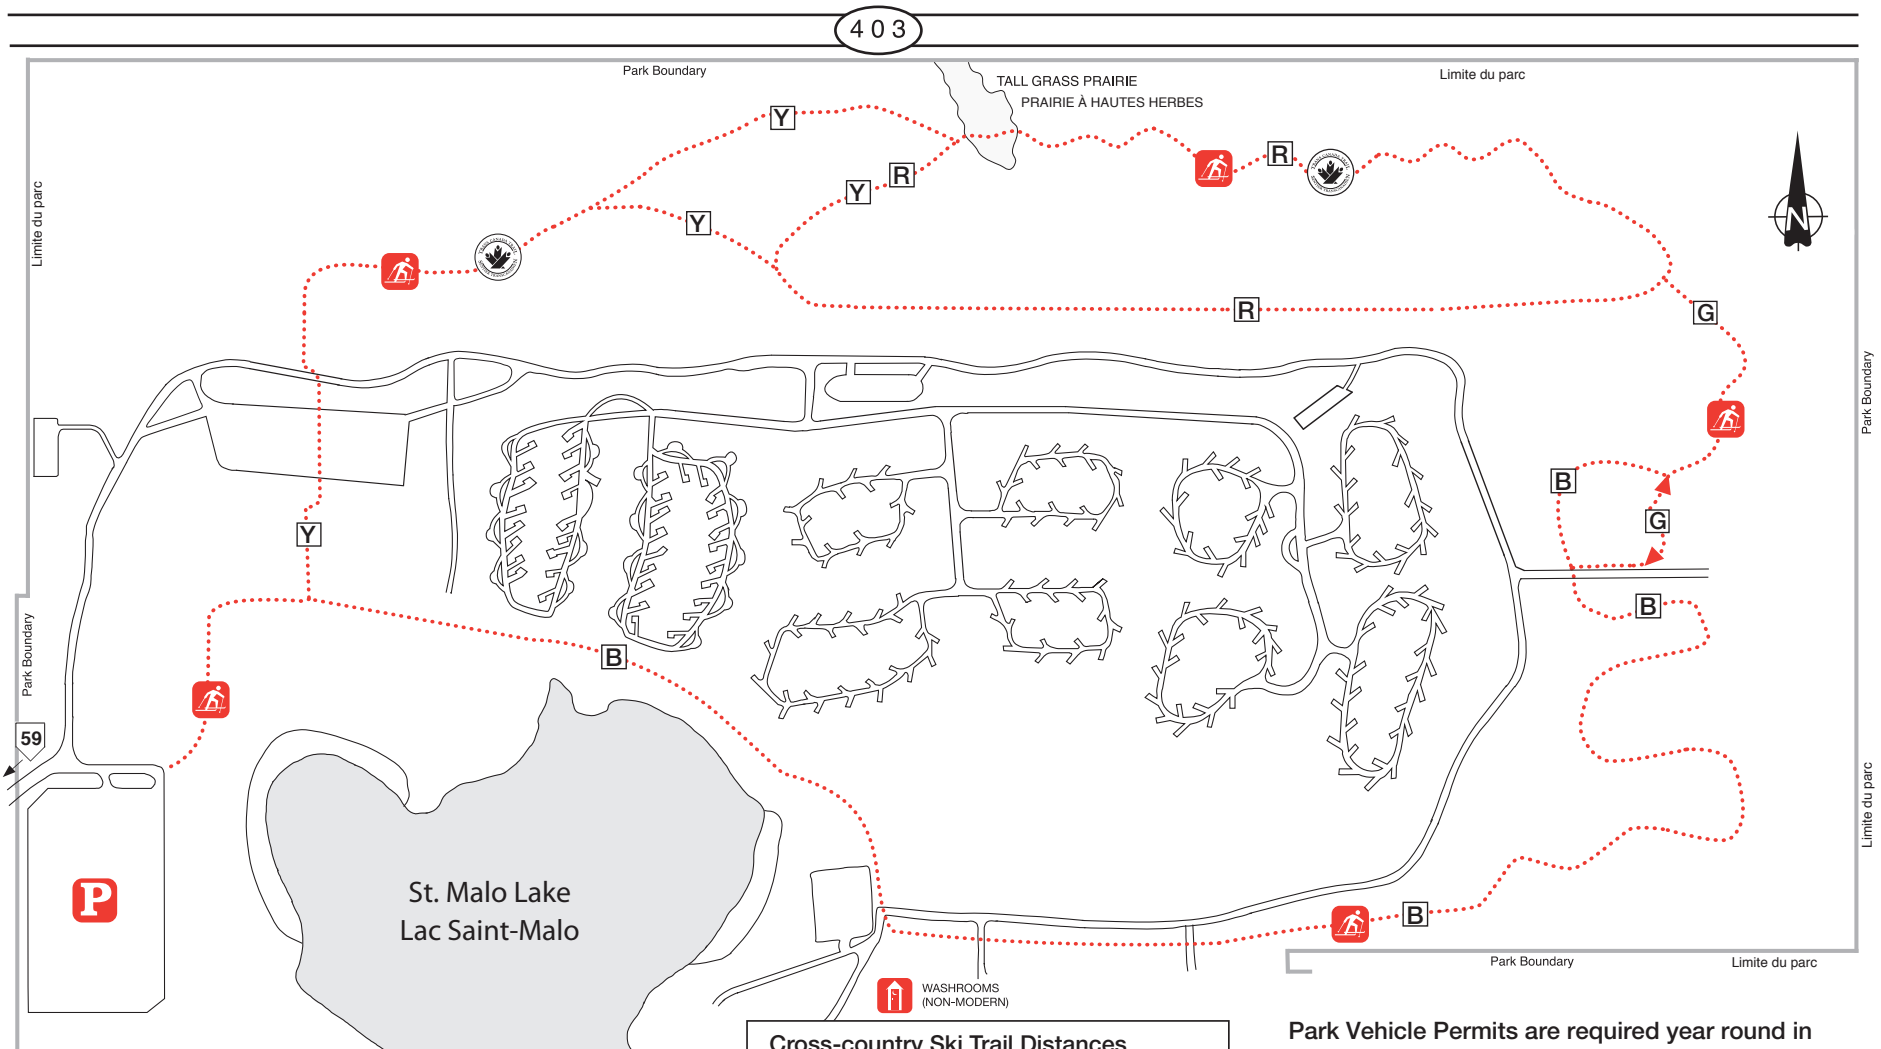 403
Park Boundary
Limite du parc
TALL GRASS PRAIRIE
PRAIRIE À HAUTES HERBES
Y
R
Y
R
Y
N
Limite du parc
R
G
Park Boundary
B
G
Y
B
B
Park Boundary
59
Limite du parc
P
St. Malo Lake
Lac Saint-Malo
B
Park Boundary
Limite du parc
WASHROOMS
(NON-MODERN)
Cross-country Ski Trail Distances
Park Vehicle Permits are required year round in